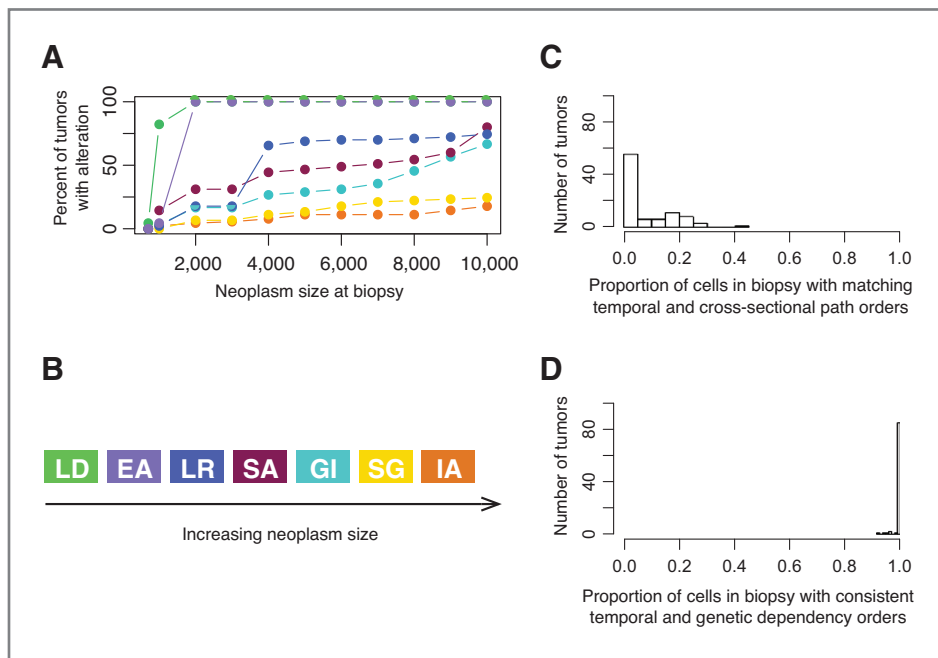 A
Percent of tumors
with alteration
100
50
0
2,000 4,000 6,000 8,000 10,000
Neoplasm size at biopsy
B
LD EA LR SA GI SG IA
Increasing neoplasm size
C
Number of tumors
80
40
0
0.0 0.2 0.4 0.6 0.8 1.0
Proportion of cells in biopsy with matching
temporal and cross-sectional path orders
D
Number of tumors
80
40
0
0.0 0.2 0.4 0.6 0.8 1.0
Proportion of cells in biopsy with consistent
temporal and genetic dependency orders